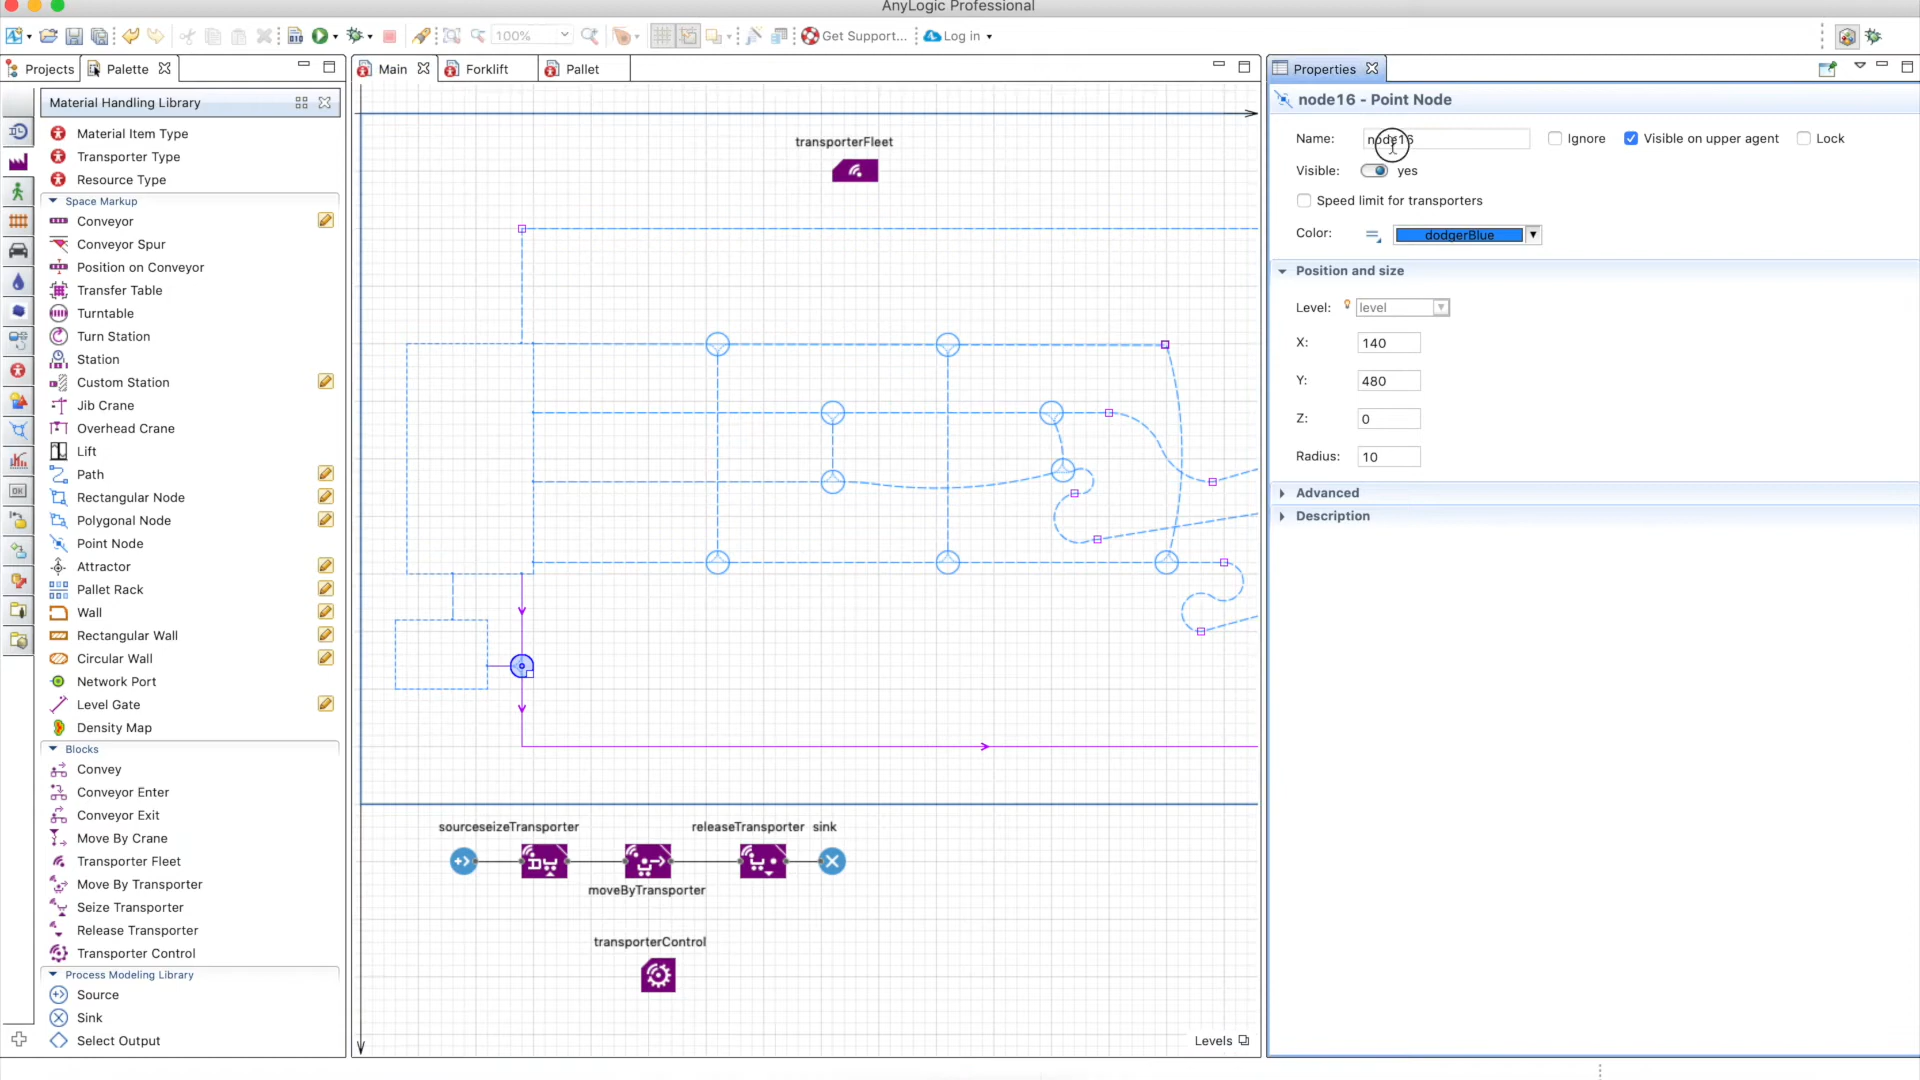 AnyLogic Professional
100%
Get Support...
Log in
Projects
Palette
Main
Forklift
Pallet
Properties
Material Handling Library
Material Item Type
Transporter Type
Resource Type
Space Markup
Conveyor
Conveyor Spur
Position on Conveyor
Transfer Table
Turntable
Turn Station
Station
Custom Station
Jib Crane
Overhead Crane
Lift
Path
Rectangular Node
Polygonal Node
Point Node
Attractor
Pallet Rack
Wall
Rectangular Wall
Circular Wall
Network Port
Level Gate
Density Map
Blocks
Convey
Conveyor Enter
Conveyor Exit
Move By Crane
Transporter Fleet
Move By Transporter
Seize Transporter
Release Transporter
Transporter Control
Process Modeling Library
Source
Sink
Select Output
transporterFleet
sourceseizeTransporter
releaseTransporter sink
moveByTransporter
transporterControl
Levels
node16 - Point Node
Name: node16 Ignore Visible on upper agent Lock
Visible: yes
Speed limit for transporters
Color: dodgerBlue
Position and size
Level: level
X: 140
Y: 480
Z: 0
Radius: 10
Advanced
Description